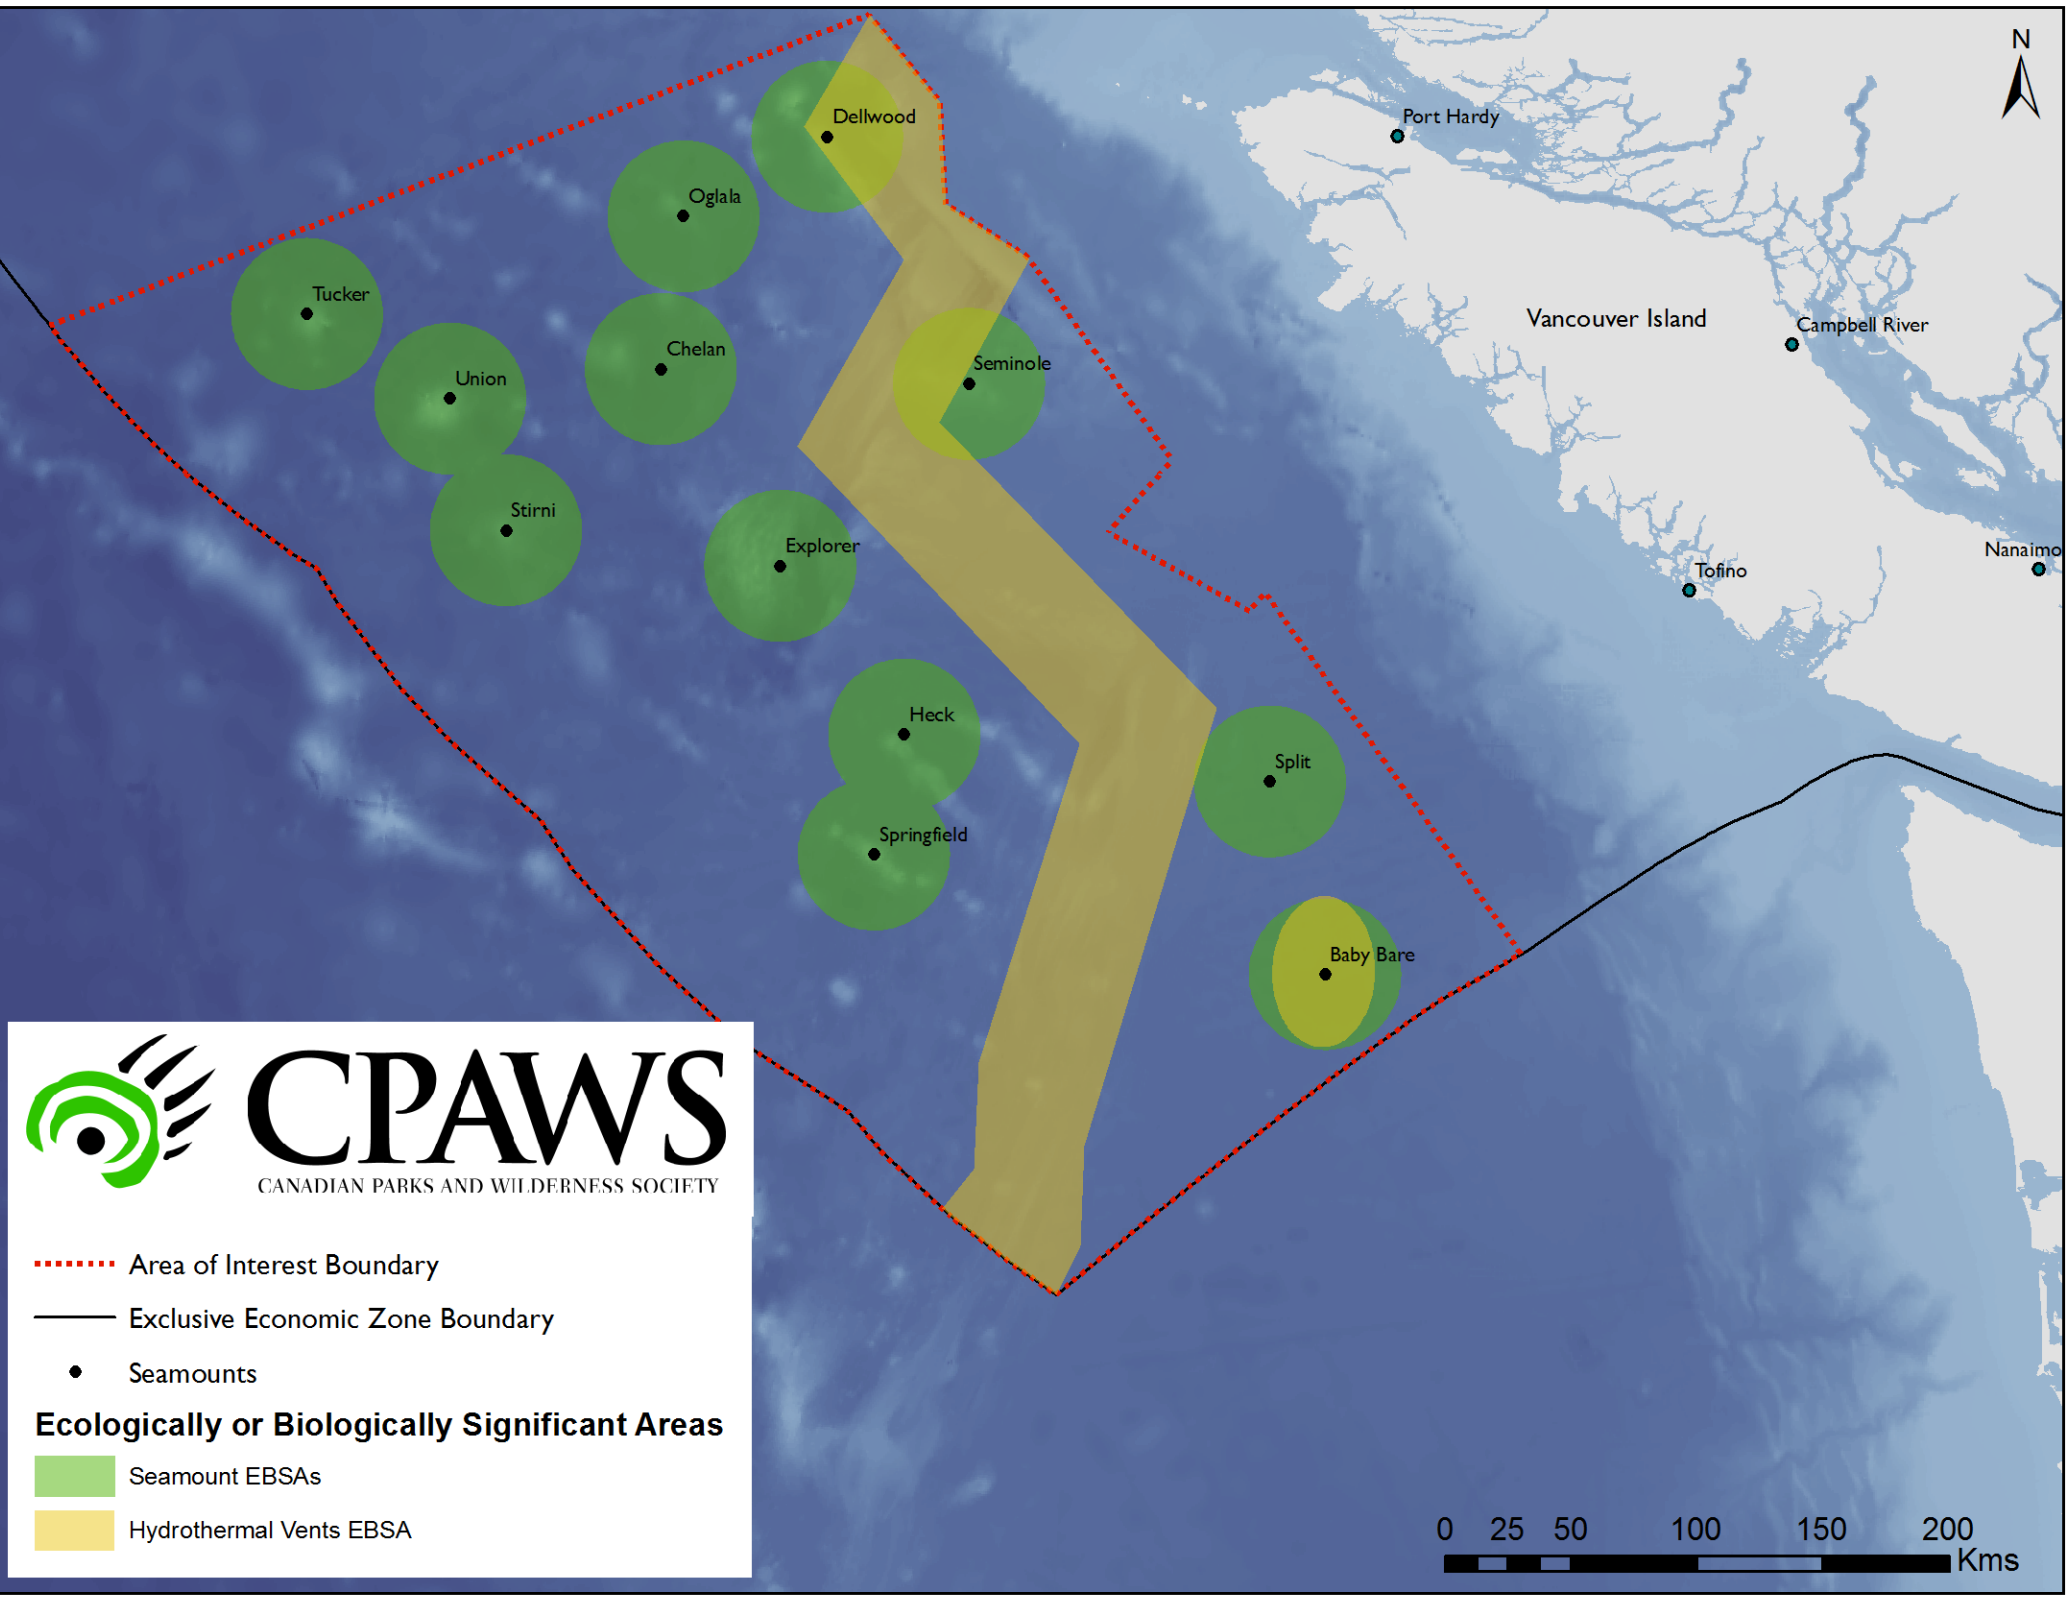 N
Dellwood
Port Hardy
Oglala
Tucker
Vancouver Island
Campbell River
Chelan
Seminole
Union
Stirni
Explorer
Nanaimo
Tofino
Heck
Split
Springfield
Baby Bare
CPAWS
CANADIAN PARKS AND WILDERNESS SOCIETY
Area of Interest Boundary
Exclusive Economic Zone Boundary
Seamounts
Ecologically or Biologically Significant Areas
Seamount EBSAs
Hydrothermal Vents EBSA
0 25 50 100 150 200
Kms